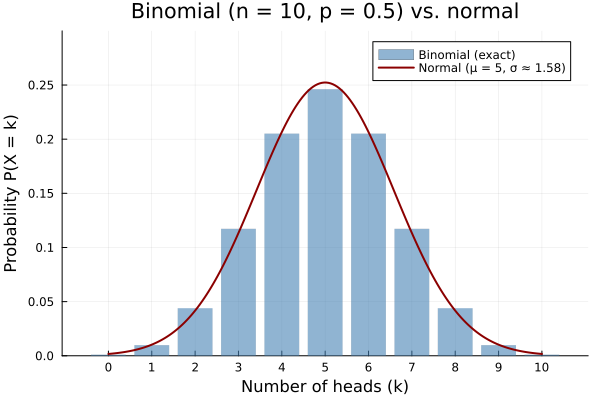 Binomial (n = 10, p = 0.5) vs. normal
Binomial (exact)
Normal (μ = 5, σ ≈ 1.58)
Probability P(X = k)
0.25
0.2
0.15
0.1
0.05
0.0
0 1 2 3 4 5 6 7 8 9 10
Number of heads (k)